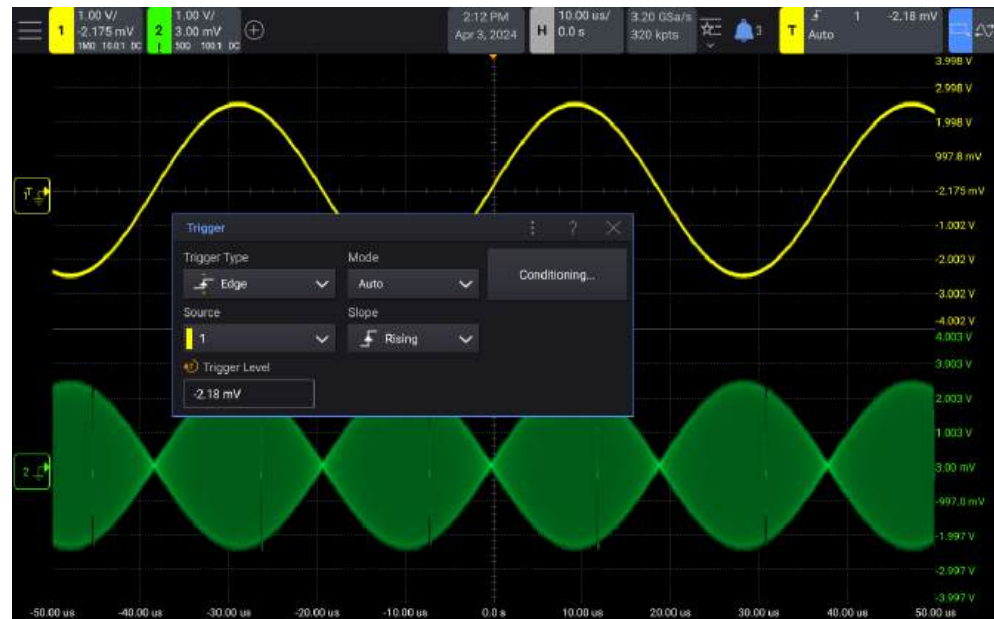 1.00 V/ 1.00 V/ 2:12 PM 10.00 us/ 3.20 GSa/s 1 -2.18 mV
1 -2.175 mV 2 3.00 mV Apr 3, 2024 H 0.0 s 320 kpts 3 T Auto
1MΩ DC 50Ω DC
3.998 V
2.998 V
1.998 V
997.8 mV
1T -2.175 mV
-1.002 V
-2.002 V
-3.002 V
-4.002 V
Trigger ?
Trigger Type Mode
Edge Auto Conditioning...
Source Slope
1 Rising
Trigger Level
-2.18 mV
4.003 V
3.003 V
2.003 V
1.003 V
2 3.00 mV
-997.0 mV
-1.997 V
-2.997 V
-3.997 V
-50.00 us -40.00 us -30.00 us -20.00 us -10.00 us 0.0 s 10.00 us 20.00 us 30.00 us 40.00 us 50.00 us